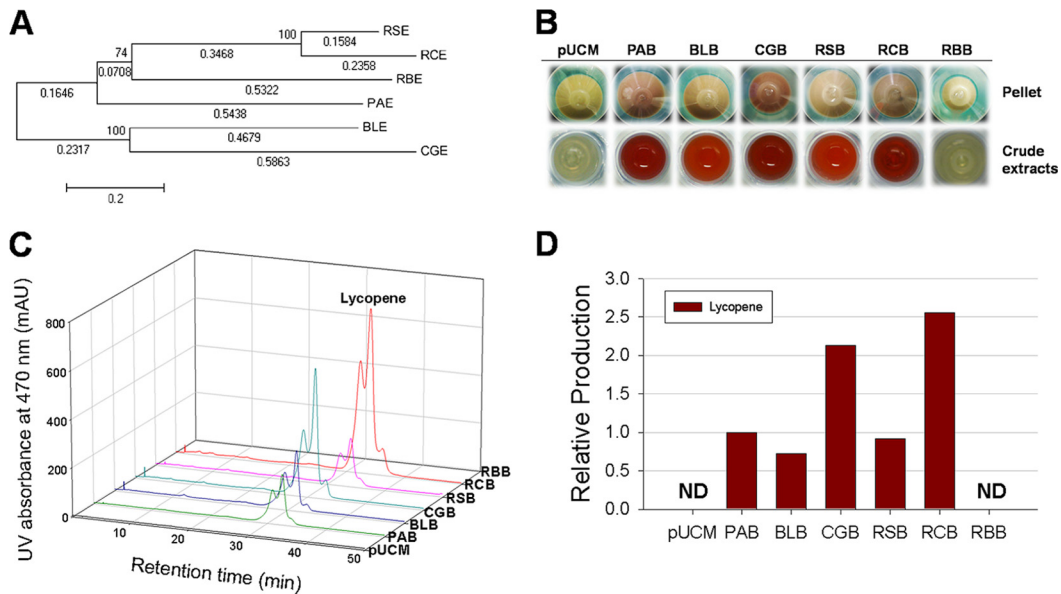 A
RSE
100
0.1584
74
0.3468
RCE
0.0708
0.2358
RBE
0.1646
0.5322
PAE
0.5438
100
BLE
0.2317
0.4679
CGE
0.5863
0.2
B
pUCM PAB BLB CGB RSB RCB RBB
Pellet
Crude
extracts
C
UV absorbance at 470 nm (mAU)
800
600
400
200
0
Lycopene
10 20 30 40 50
Retention time (min)
RBB
RCB
RSB
CGB
BLB
PAB
pUCM
D
Relative Production
3.0
2.5
2.0
1.5
1.0
0.5
0.0
Lycopene
ND ND
pUCM PAB BLB CGB RSB RCB RBB